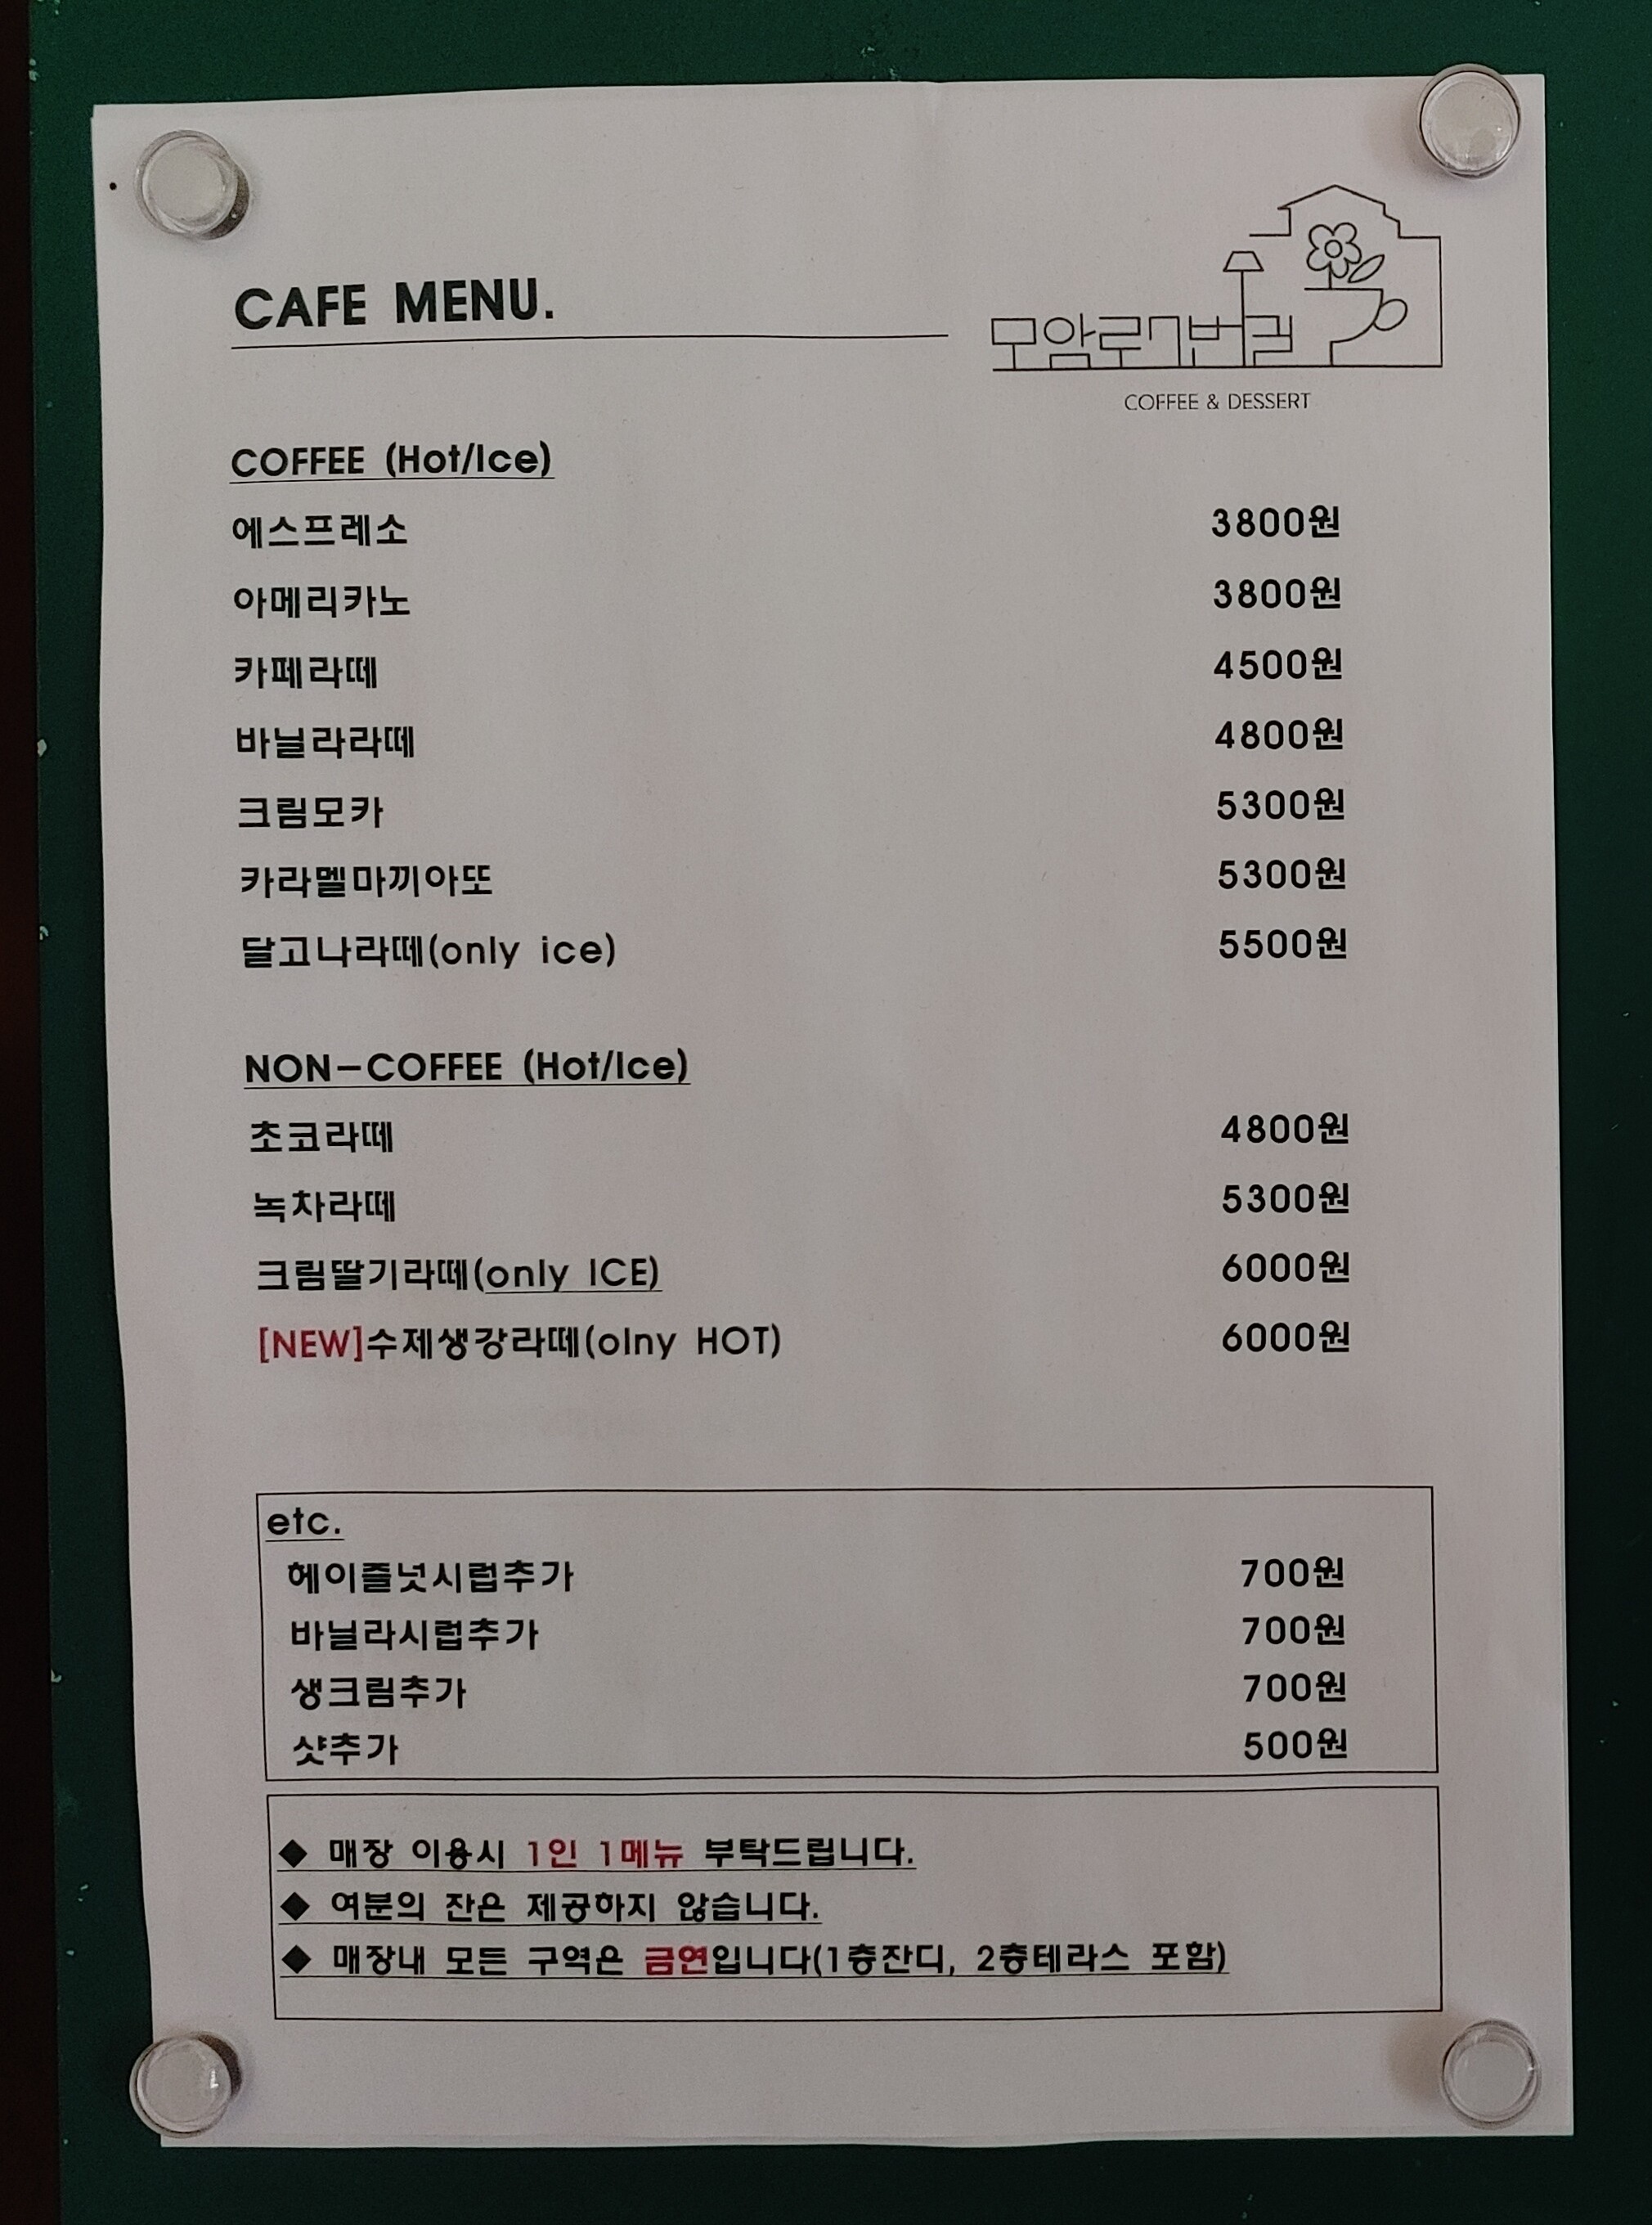 CAFE MENU.
모암로7번길
COFFEE & DESSERT
COFFEE (Hot/Ice)
에스프레소 3800원
아메리카노 3800원
카페라떼 4500원
바닐라라떼 4800원
크림모카 5300원
카라멜마끼아또 5300원
달고나라떼(only ice) 5500원
NON-COFFEE (Hot/Ice)
초코라떼 4800원
녹차라떼 5300원
크림딸기라떼(only ICE) 6000원
[NEW]수제생강라떼(olny HOT) 6000원
etc.
헤이즐넛시럽추가 700원
바닐라시럽추가 700원
생크림추가 700원
샷추가 500원
◆ 매장 이용시 1인 1메뉴 부탁드립니다.
◆ 여분의 잔은 제공하지 않습니다.
◆ 매장내 모든 구역은 금연입니다(1층잔디, 2층테라스 포함)